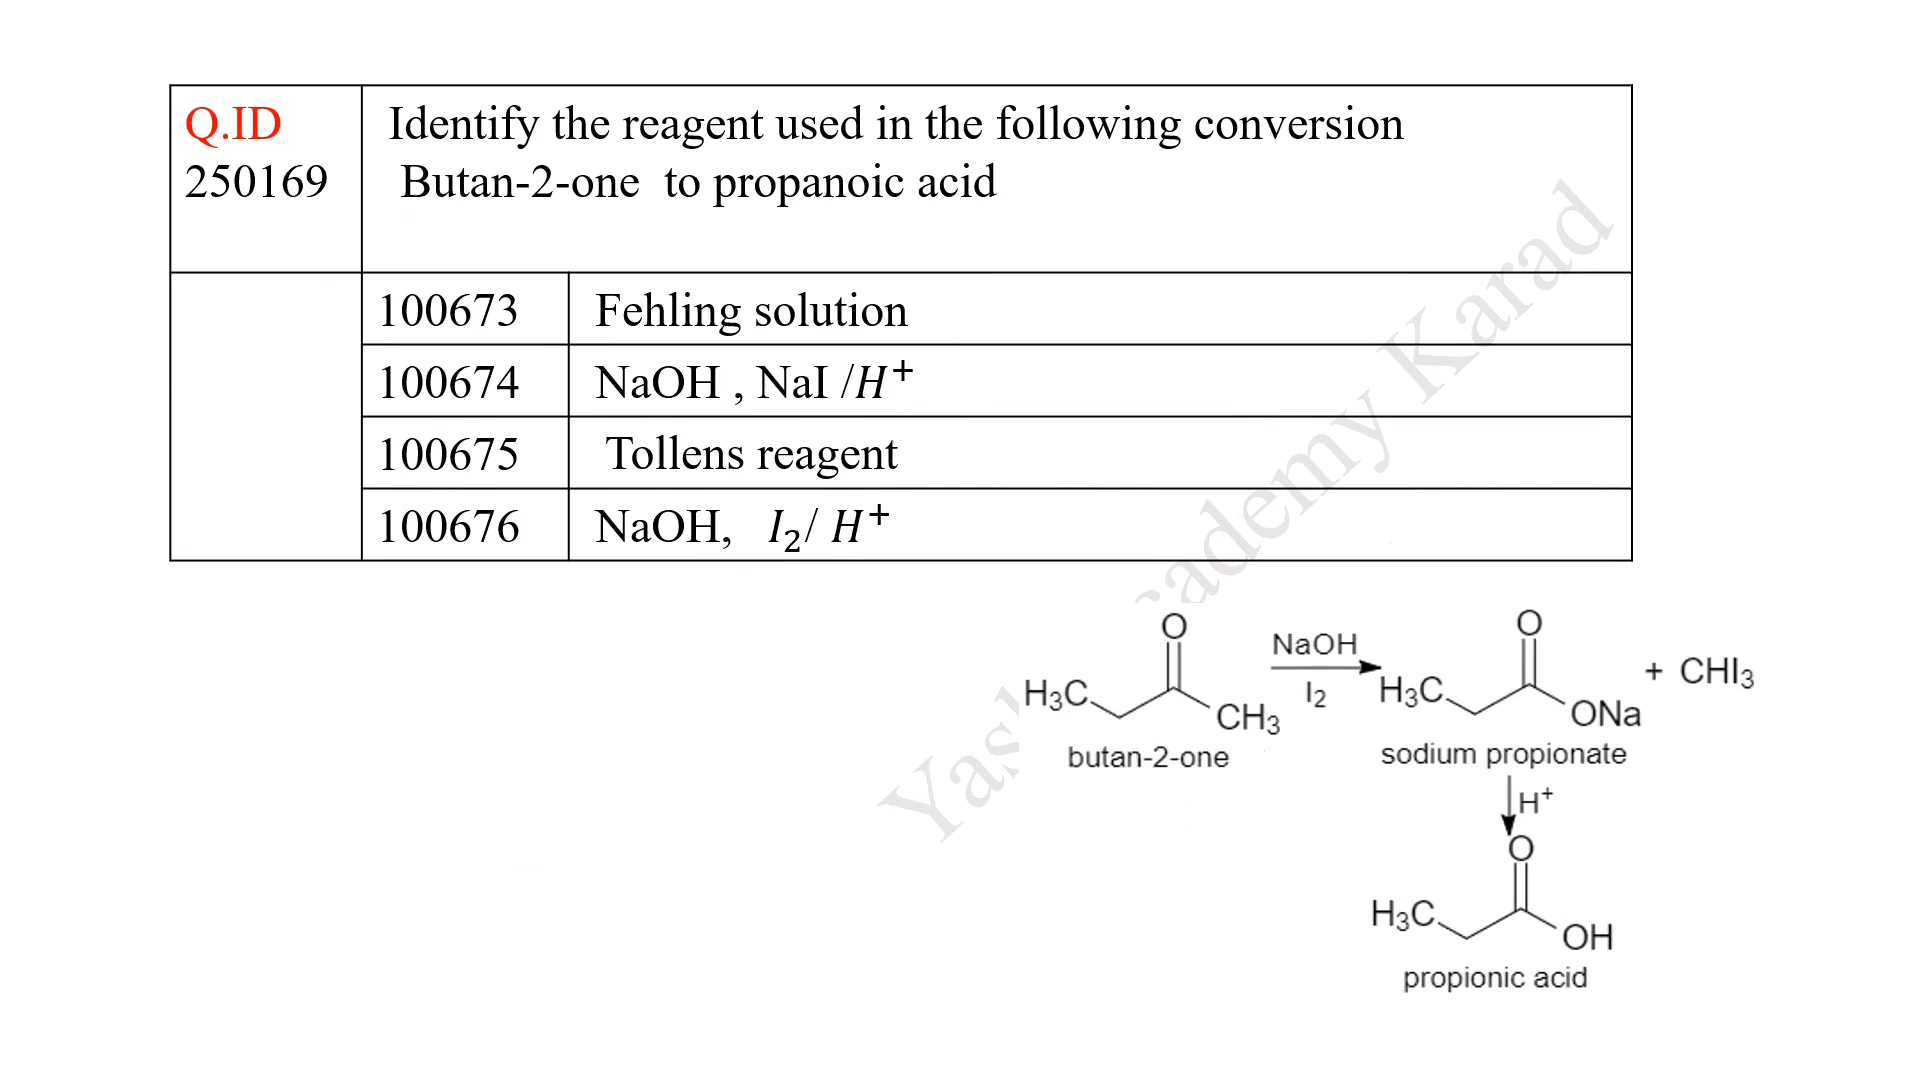 Q.ID
250169
Identify the reagent used in the following conversion
Butan-2-one to propanoic acid
100673 Fehling solution
100674 NaOH , NaI /H⁺
100675 Tollens reagent
100676 NaOH, I₂/ H⁺
Karad
O
NaOH
H₃C
CH₃
I₂
O
H₃C
ONa
+ CHI₃
butan-2-one
sodium propionate
H⁺
O
H₃C
OH
propionic acid